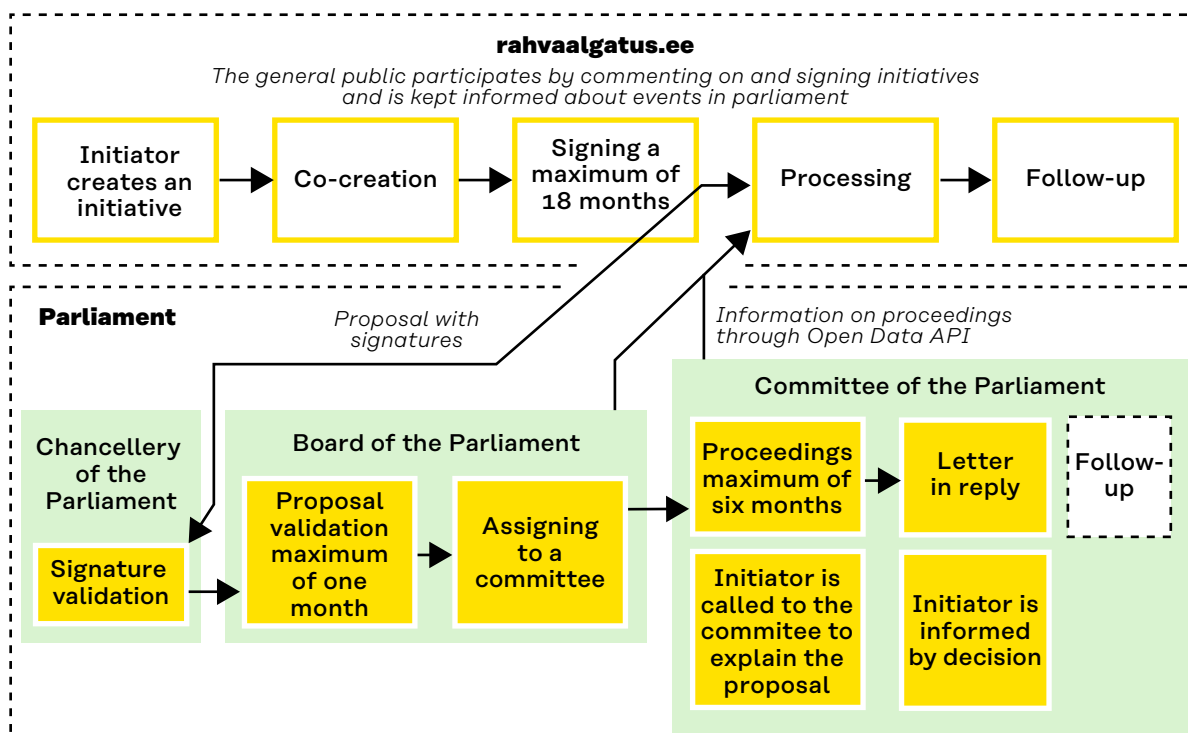 rahvaalgatus.ee
The general public participates by commenting on and signing initiatives
and is kept informed about events in parliament
Initiator
creates an
initiative
Co-creation
Signing a
maximum of
18 months
Processing
Follow-up
Parliament
Proposal with
signatures
Information on proceedings
through Open Data API
Chancellery
of the
Parliament
Signature
validation
Board of the Parliament
Proposal
validation
maximum
of one
month
Assigning
to a
committee
Committee of the Parliament
Proceedings
maximum of
six months
Letter
in reply
Follow-
up
Initiator is
called to the
commitee to
explain the
proposal
Initiator is
informed
by decision